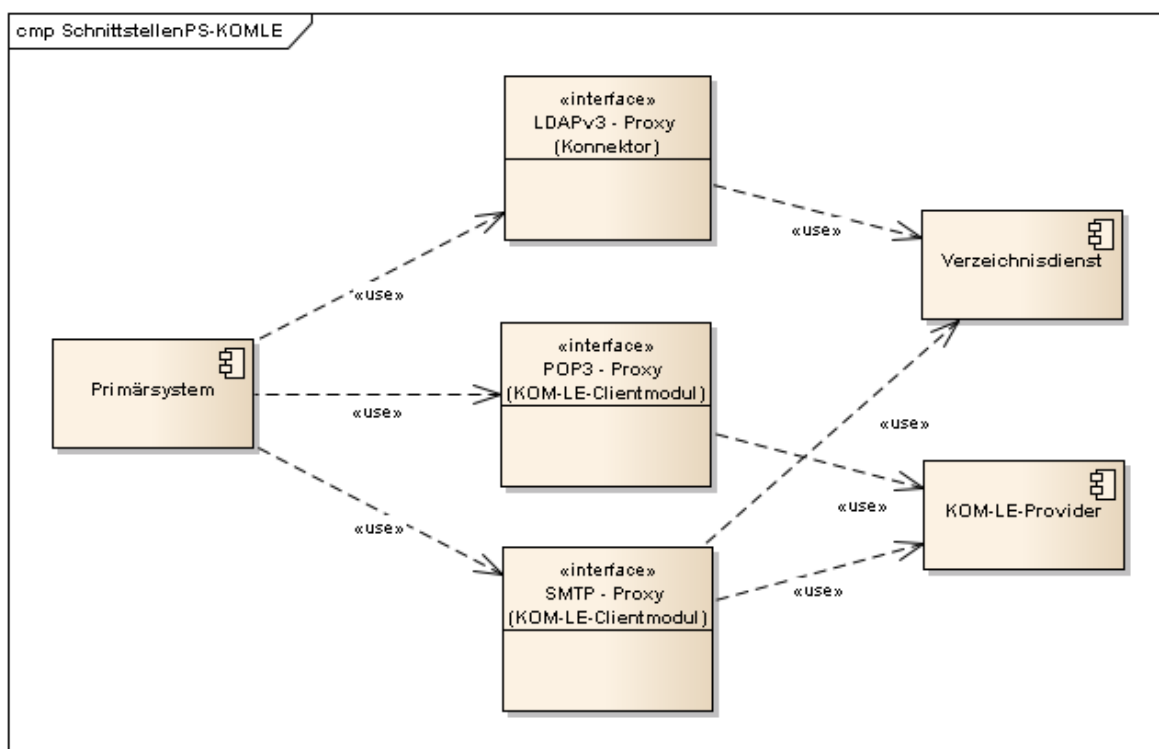 cmp SchnittstellenPS-KOMLE
«interface»
LDAPv3 - Proxy
(Konnektor)
«use»
Verzeichnisdienst
«use»
«interface»
POP3 - Proxy
(KOM-LE-Clientmodul)
Primärsystem
«use»
«use»
KOM-LE-Provider
«use»
«use»
«interface»
SMTP - Proxy
(KOM-LE-Clientmodul)
«use»